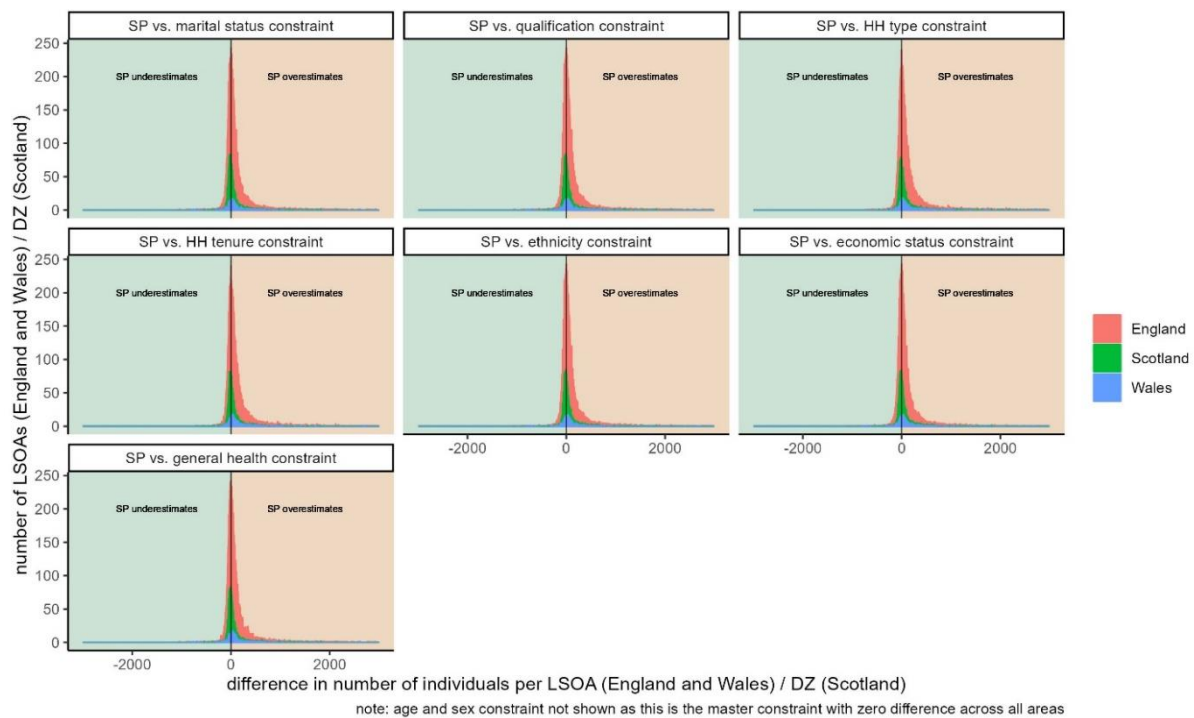 SP vs. marital status constraint
SP vs. qualification constraint
SP vs. HH type constraint
250
200
150
100
50
0
SP underestimates
SP overestimates
SP underestimates
SP overestimates
SP underestimates
SP overestimates
SP vs. HH tenure constraint
SP vs. ethnicity constraint
SP vs. economic status constraint
250
200
150
100
50
0
SP underestimates
SP overestimates
SP underestimates
SP overestimates
SP underestimates
SP overestimates
-2000
0
2000
-2000
0
2000
SP vs. general health constraint
250
200
150
100
50
0
SP underestimates
SP overestimates
-2000
0
2000
number of LSOAs (England and Wales) / DZ (Scotland)
difference in number of individuals per LSOA (England and Wales) / DZ (Scotland)
England
Scotland
Wales
note: age and sex constraint not shown as this is the master constraint with zero difference across all areas